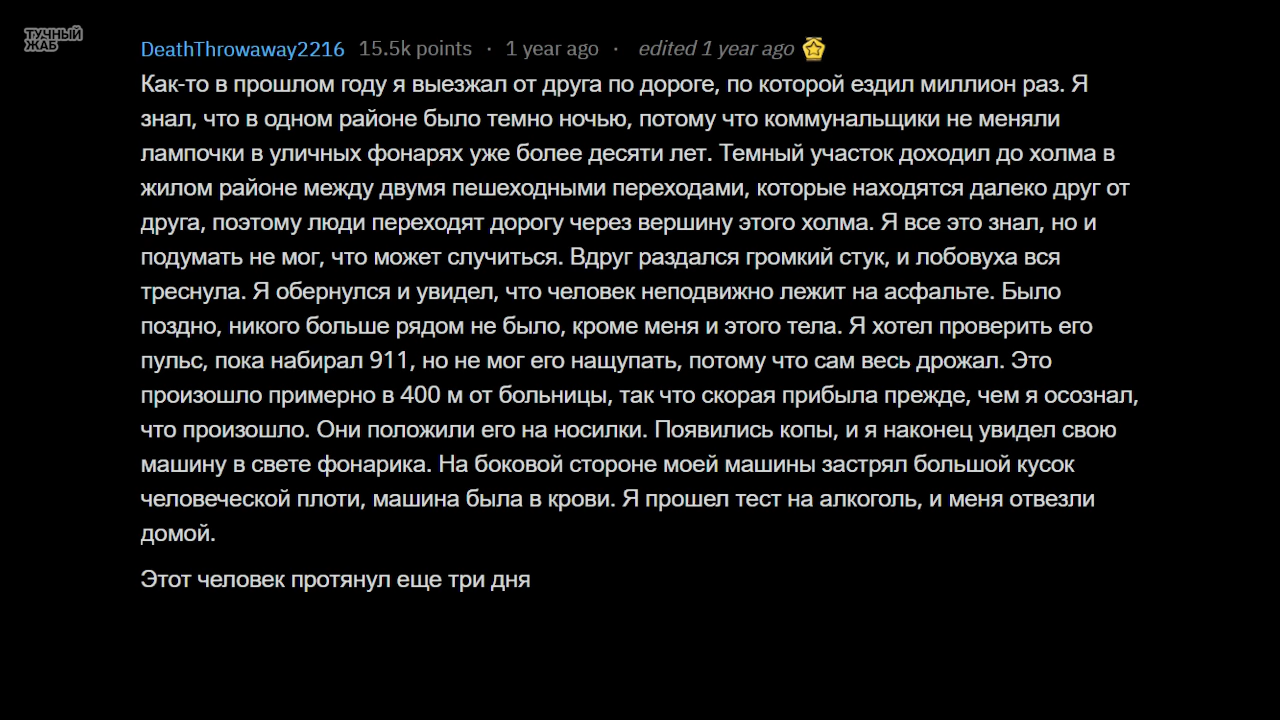 ТУЧНЫЙ
ЖАБ
DeathThrowaway2216 15.5k points · 1 year ago · edited 1 year ago
Как-то в прошлом году я выезжал от друга по дороге, по которой ездил миллион раз. Я
знал, что в одном районе было темно ночью, потому что коммунальщики не меняли
лампочки в уличных фонарях уже более десяти лет. Темный участок доходил до холма в
жилом районе между двумя пешеходными переходами, которые находятся далеко друг от
друга, поэтому люди переходят дорогу через вершину этого холма. Я все это знал, но и
подумать не мог, что может случиться. Вдруг раздался громкий стук, и лобовуха вся
треснула. Я обернулся и увидел, что человек неподвижно лежит на асфальте. Было
поздно, никого больше рядом не было, кроме меня и этого тела. Я хотел проверить его
пульс, пока набирал 911, но не мог его нащупать, потому что сам весь дрожал. Это
произошло примерно в 400 м от больницы, так что скорая прибыла прежде, чем я осознал,
что произошло. Они положили его на носилки. Появились копы, и я наконец увидел свою
машину в свете фонарика. На боковой стороне моей машины застрял большой кусок
человеческой плоти, машина была в крови. Я прошел тест на алкоголь, и меня отвезли
домой.
Этот человек протянул еще три дня